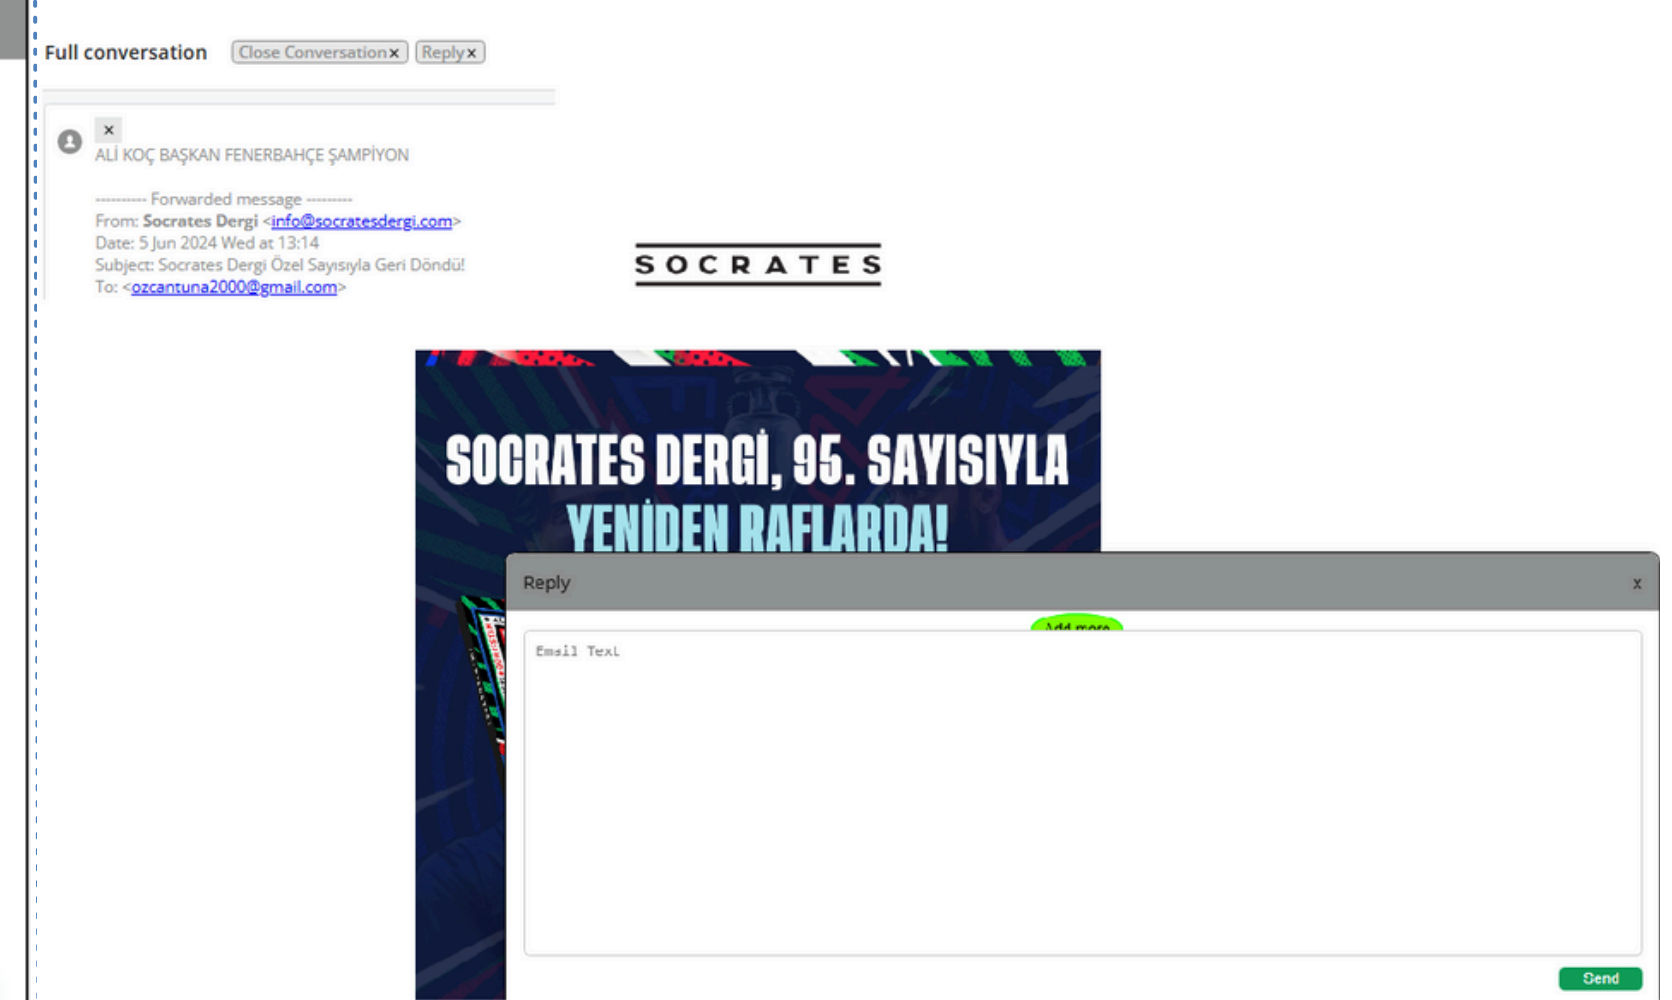 Full conversation
Close Conversation x
Reply x
x
ALİ KOÇ BAŞKAN FENERBAHÇE ŞAMPİYON
---------- Forwarded message ---------
From: Socrates Dergi <info@socratesdergi.com>
Date: 5 Jun 2024 Wed at 13:14
Subject: Socrates Dergi Özel Sayısıyla Geri Döndü!
To: <ozcantuna2000@gmail.com>
SOCRATES
SOCRATES DERGİ, 95. SAYISIYLA
YENİDEN RAFLARDA!
Reply
x
Add more
Email Text
Send